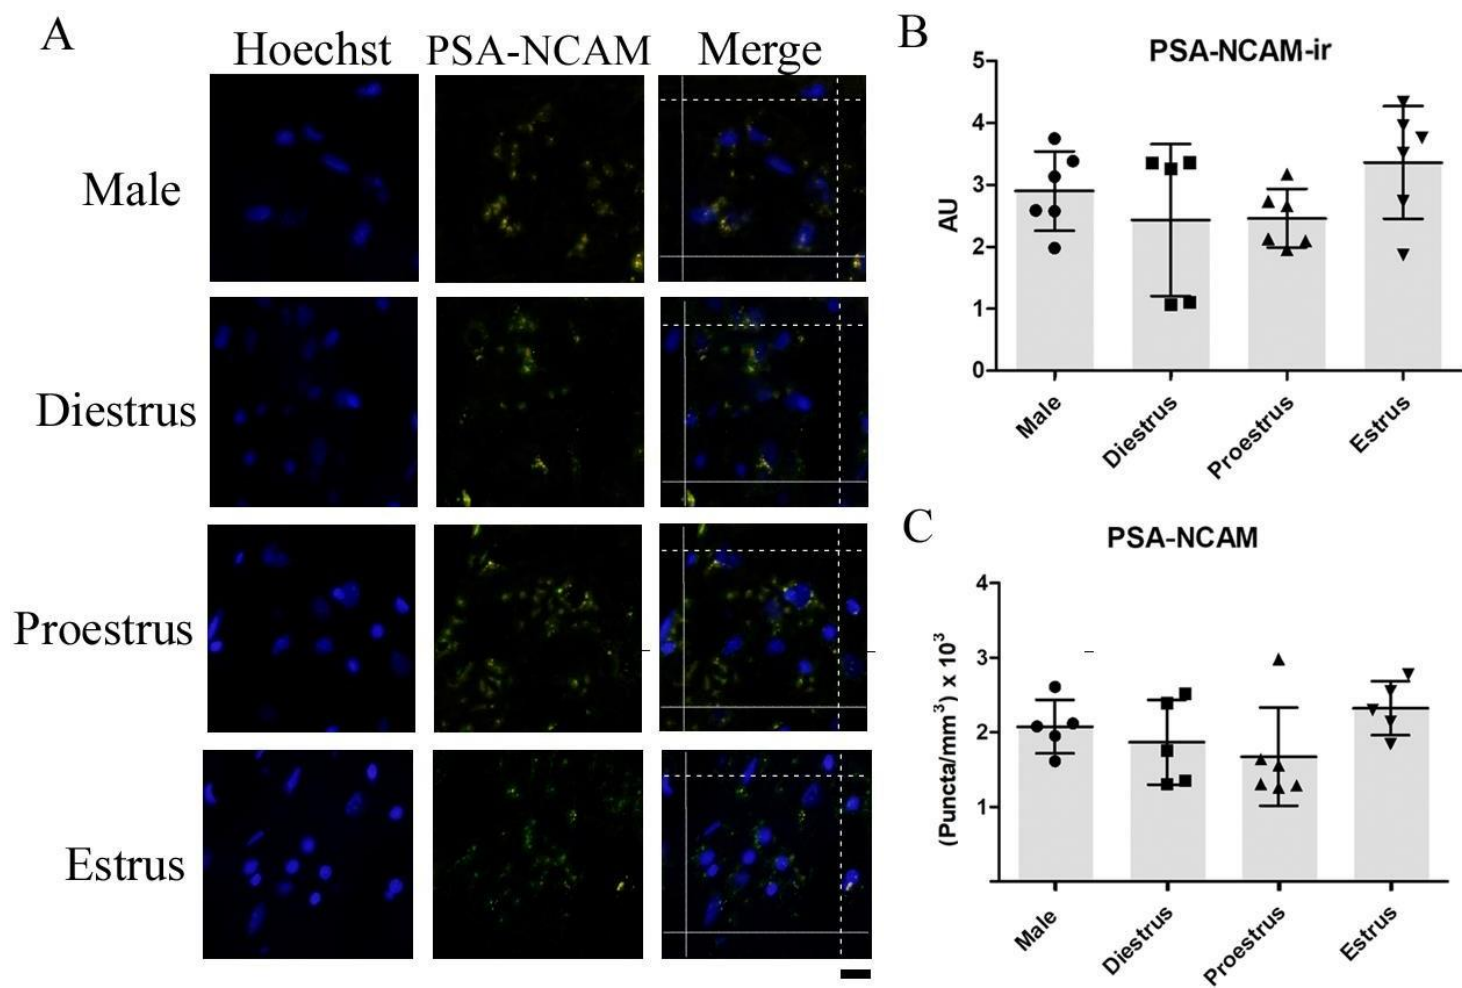 A
Hoechst PSA-NCAM Merge
Male
Diestrus
Proestrus
Estrus
B
PSA-NCAM-ir
AU
5
4
3
2
1
0
Male Diestrus Proestrus Estrus
C
PSA-NCAM
(Puncta/mm³) x 10³
4
3
2
1
Male Diestrus Proestrus Estrus